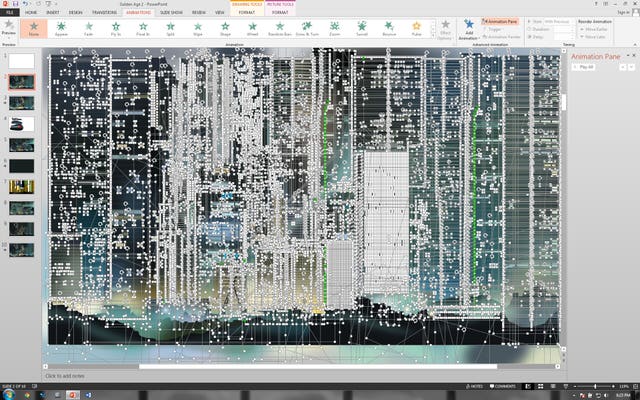 Golden Age 2 - PowerPoint
DRAWING TOOLS PICTURE TOOLS
FILE HOME INSERT DESIGN TRANSITIONS ANIMATIONS SLIDE SHOW REVIEW VIEW FORMAT FORMAT
Sign in
Preview None Appear Fade Fly In Float In Split Wipe Shape Wheel Random Bars Grow & Turn Zoom Swivel Bounce Pulse Effect Options Add Animation
Animation Pane
Trigger
Animation Painter
Start: With Previous
Duration:
Delay:
Reorder Animation
Move Earlier
Move Later
Preview Animation Advanced Animation Timing
Animation Pane
Play All
1
2
3
4
5
6
7
8
9
10
Click to add notes
SLIDE 2 OF 10
NOTES COMMENTS 119%